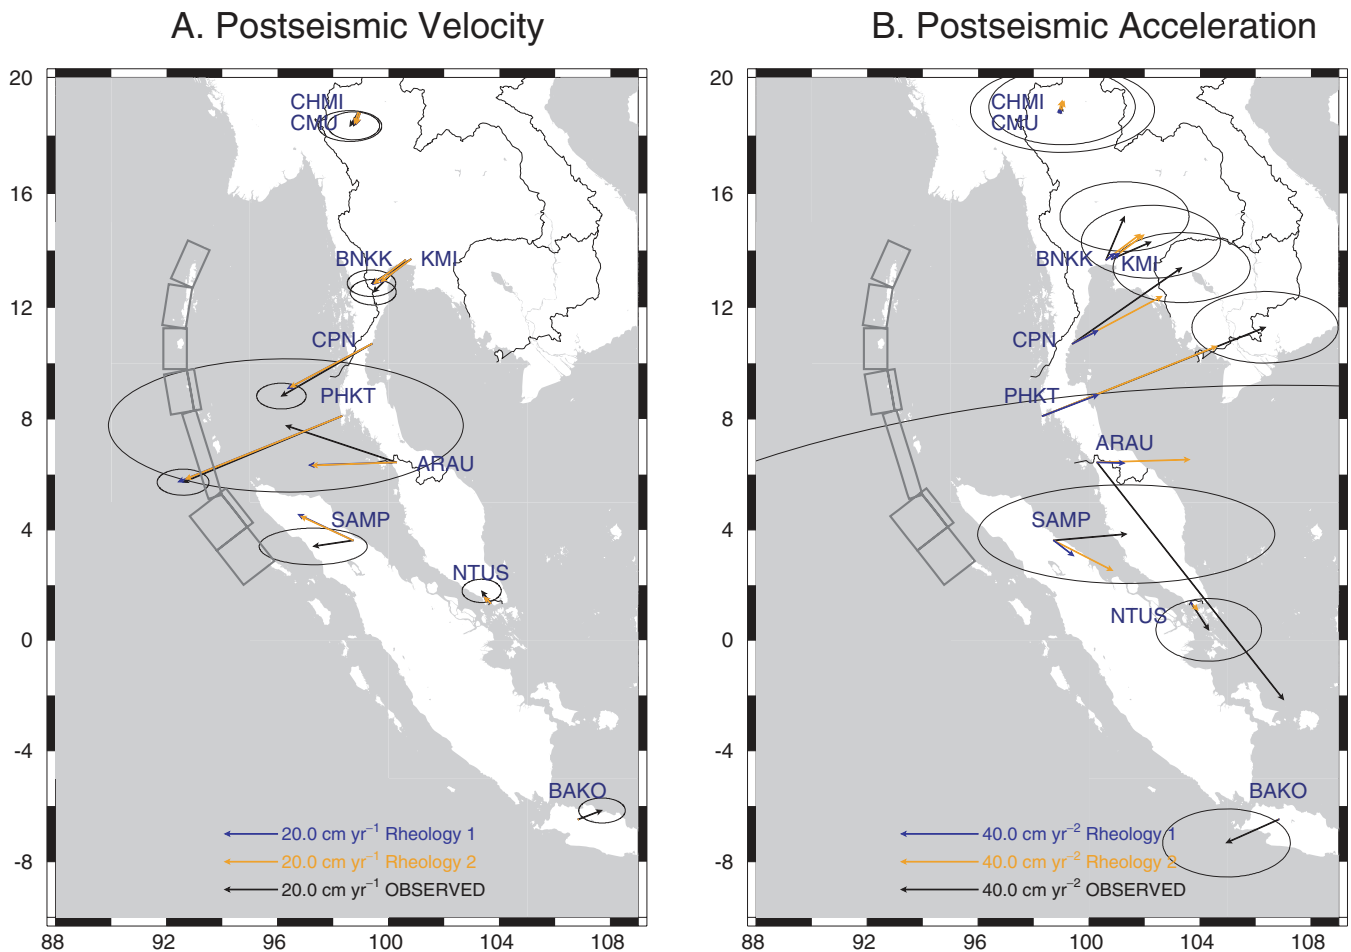 A. Postseismic Velocity
B. Postseismic Acceleration
20
16
12
8
4
0
-4
-8
88
92
96
100
104
108
CHMI
CMU
BNKK
KMI
CPN
PHKT
ARAU
SAMP
NTUS
BAKO
20.0 cm yr⁻¹ Rheology 1
20.0 cm yr⁻¹ Rheology 2
20.0 cm yr⁻¹ OBSERVED
20
16
12
8
4
0
-4
-8
88
92
96
100
104
108
CHMI
CMU
BNKK
KMI
CPN
PHKT
ARAU
SAMP
NTUS
BAKO
40.0 cm yr⁻² Rheology 1
40.0 cm yr⁻² Rheology 2
40.0 cm yr⁻² OBSERVED